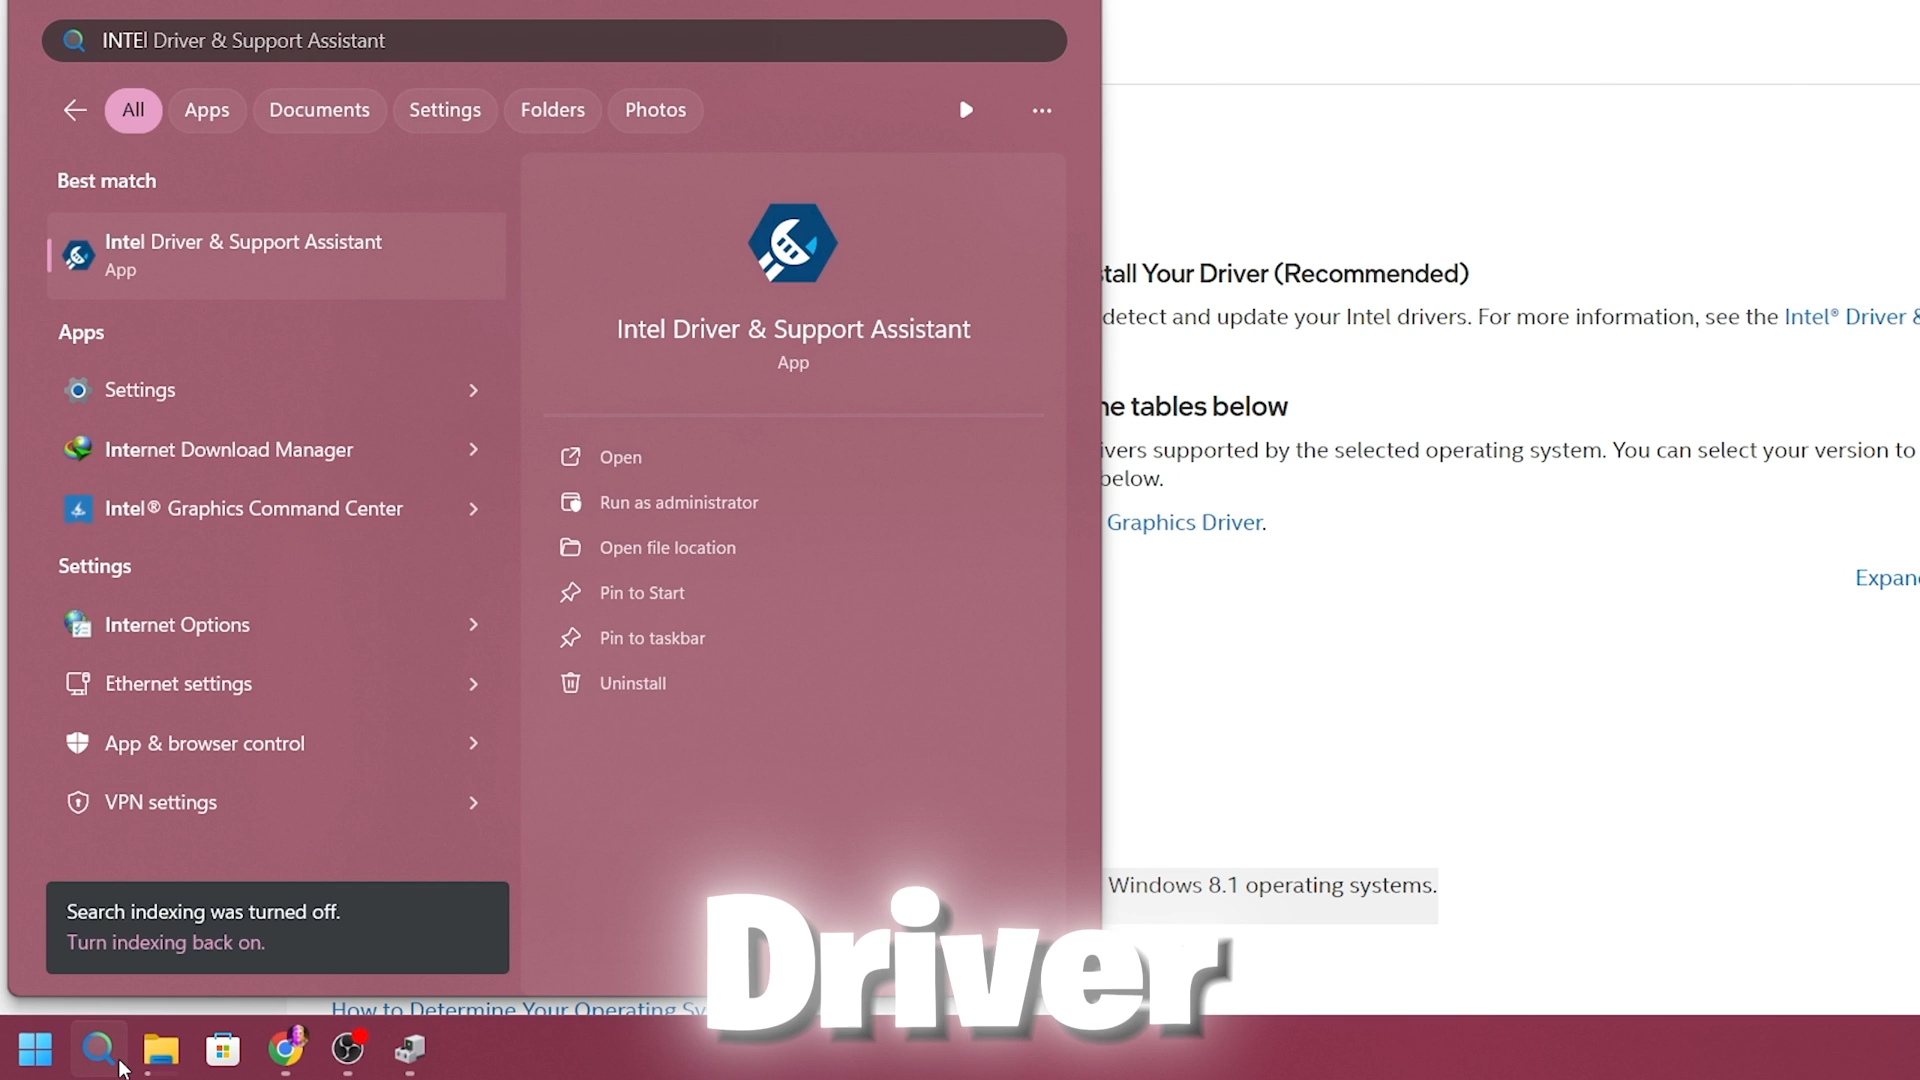 INTEl Driver & Support Assistant
All
Apps
Documents
Settings
Folders
Photos
Best match
Intel Driver & Support Assistant
App
Apps
Settings
Internet Download Manager
Intel® Graphics Command Center
Settings
Internet Options
Ethernet settings
App & browser control
VPN settings
Search indexing was turned off.
Turn indexing back on.
Intel Driver & Support Assistant
App
Open
Run as administrator
Open file location
Pin to Start
Pin to taskbar
Uninstall
Your Driver (Recommended)
detect and update your Intel drivers. For more information, see the Intel® Driver &
tables below
supported by the selected operating system. You can select your version to
below.
Graphics Driver.
Windows 8.1 operating systems.
How to Determine Your Operating
Driver